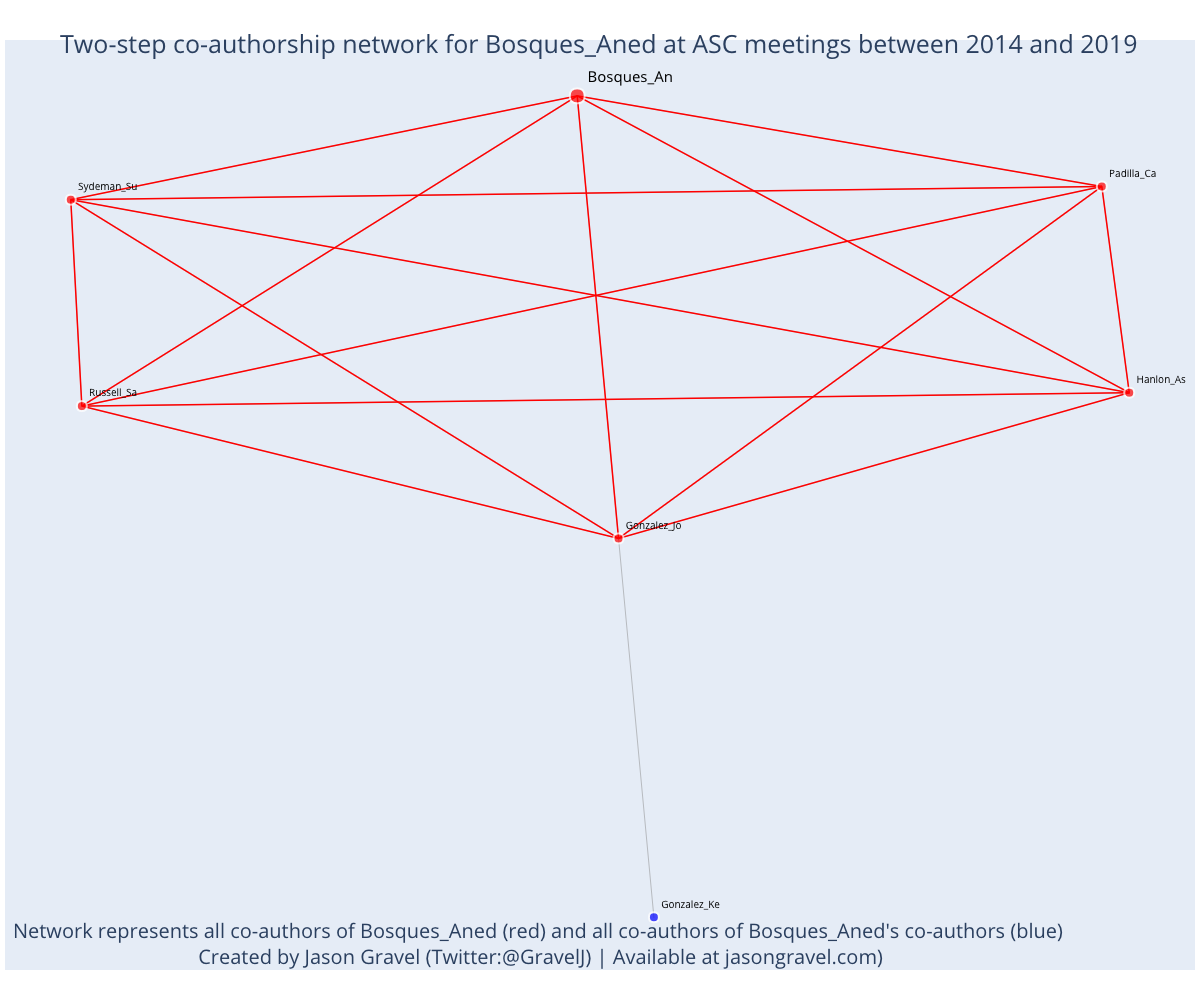 Two-step co-authorship network for Bosques_Aned at ASC meetings between 2014 and 2019
Bosques_An
Padilla_Ca
Sydeman_Su
Hanlon_As
Russell_Sa
Gonzalez_Jo
Gonzalez_Ke
Network represents all co-authors of Bosques_Aned (red) and all co-authors of Bosques_Aned's co-authors (blue)
Created by Jason Gravel (Twitter:@GravelJ) | Available at jasongravel.com)